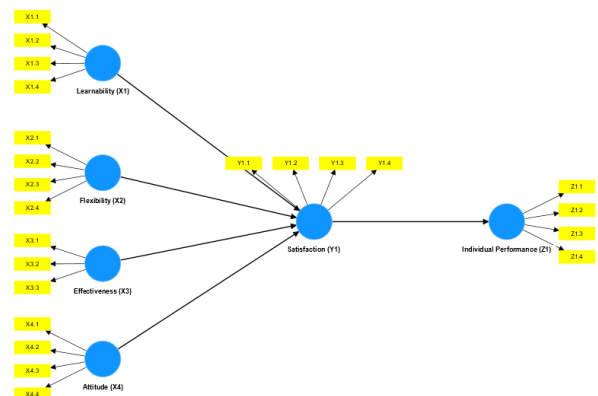 X1.1
X1.2
X1.3
X1.4
Learnability (X1)
X2.1
X2.2
X2.3
X2.4
Flexibility (X2)
X3.1
X3.2
X3.3
Effectiveness (X3)
X4.1
X4.2
X4.3
X4.4
Attitude (X4)
Y1.1
Y1.2
Y1.3
Y1.4
Satisfaction (Y1)
Z1.1
Z1.2
Z1.3
Z1.4
Individual Performance (Z1)